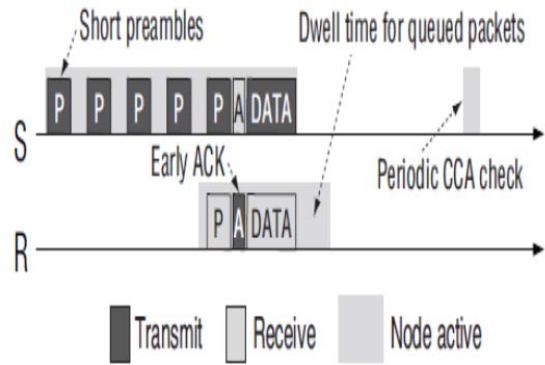 Short preambles
Dwell time for queued packets
P P P P P A DATA
S
Early ACK
Periodic CCA check
P A DATA
R
Transmit Receive Node active